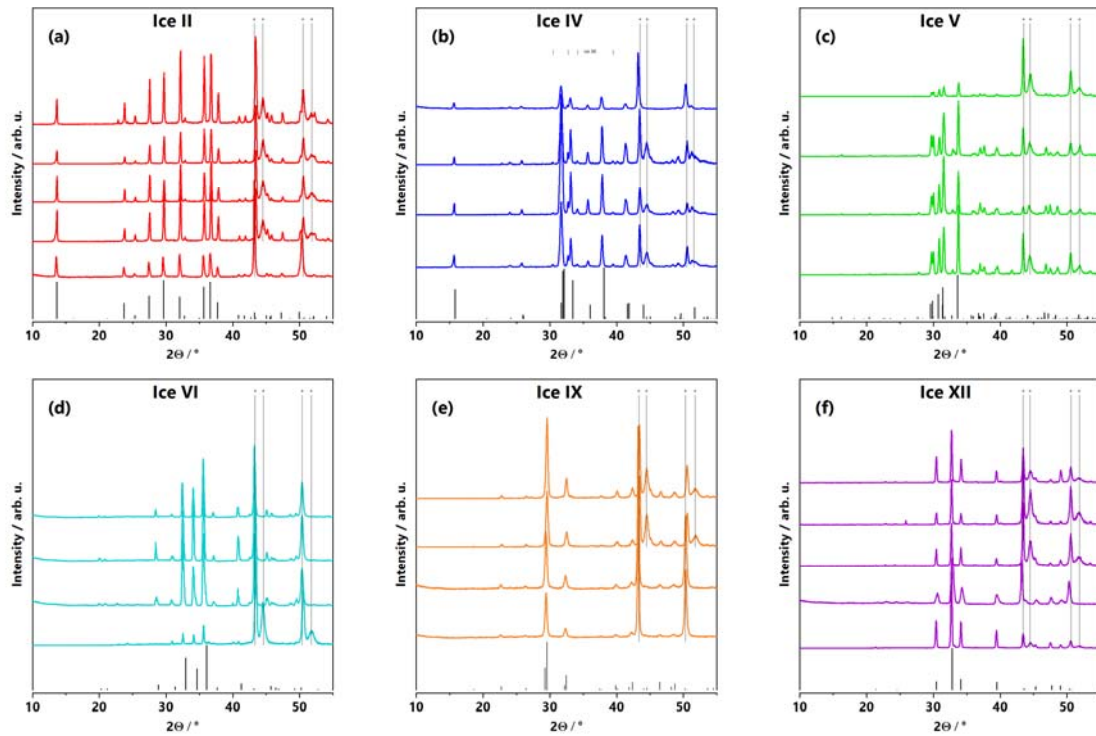 Ice II
(a)
Intensity / arb. u.
10 20 30 40 50
2Θ / °
Ice IV
(b)
Intensity / arb. u.
10 20 30 40 50
2Θ / °
Ice V
(c)
Intensity / arb. u.
10 20 30 40 50
2Θ / °
Ice VI
(d)
Intensity / arb. u.
10 20 30 40 50
2Θ / °
Ice IX
(e)
Intensity / arb. u.
10 20 30 40 50
2Θ / °
Ice XII
(f)
Intensity / arb. u.
10 20 30 40 50
2Θ / °